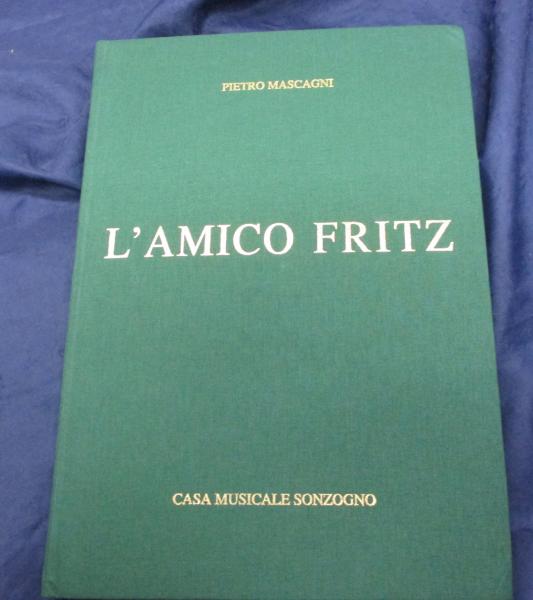 PIETRO MASCAGNI
L'AMICO FRITZ
CASA MUSICALE SONZOGNO